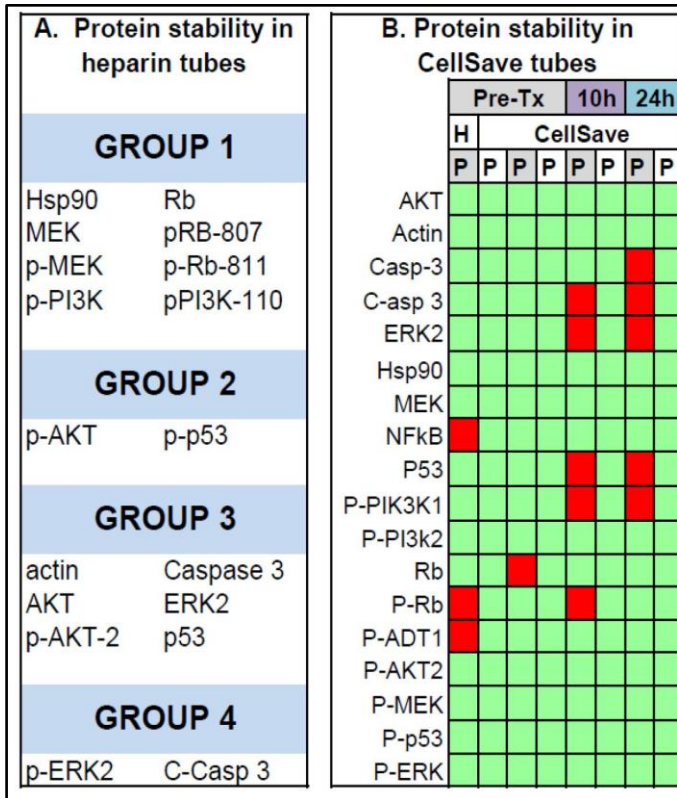 A. Protein stability in
heparin tubes
GROUP 1
Hsp90 Rb
MEK pRB-807
p-MEK p-Rb-811
p-PI3K pPI3K-110
GROUP 2
p-AKT p-p53
GROUP 3
actin Caspase 3
AKT ERK2
p-AKT-2 p53
GROUP 4
p-ERK2 C-Casp 3
B. Protein stability in
CellSave tubes
Pre-Tx 10h 24h
H CellSave
P P P P P P P P
AKT
Actin
Casp-3
C-asp 3
ERK2
Hsp90
MEK
NFkB
P53
P-PIK3K1
P-PI3k2
Rb
P-Rb
P-ADT1
P-AKT2
P-MEK
P-p53
P-ERK